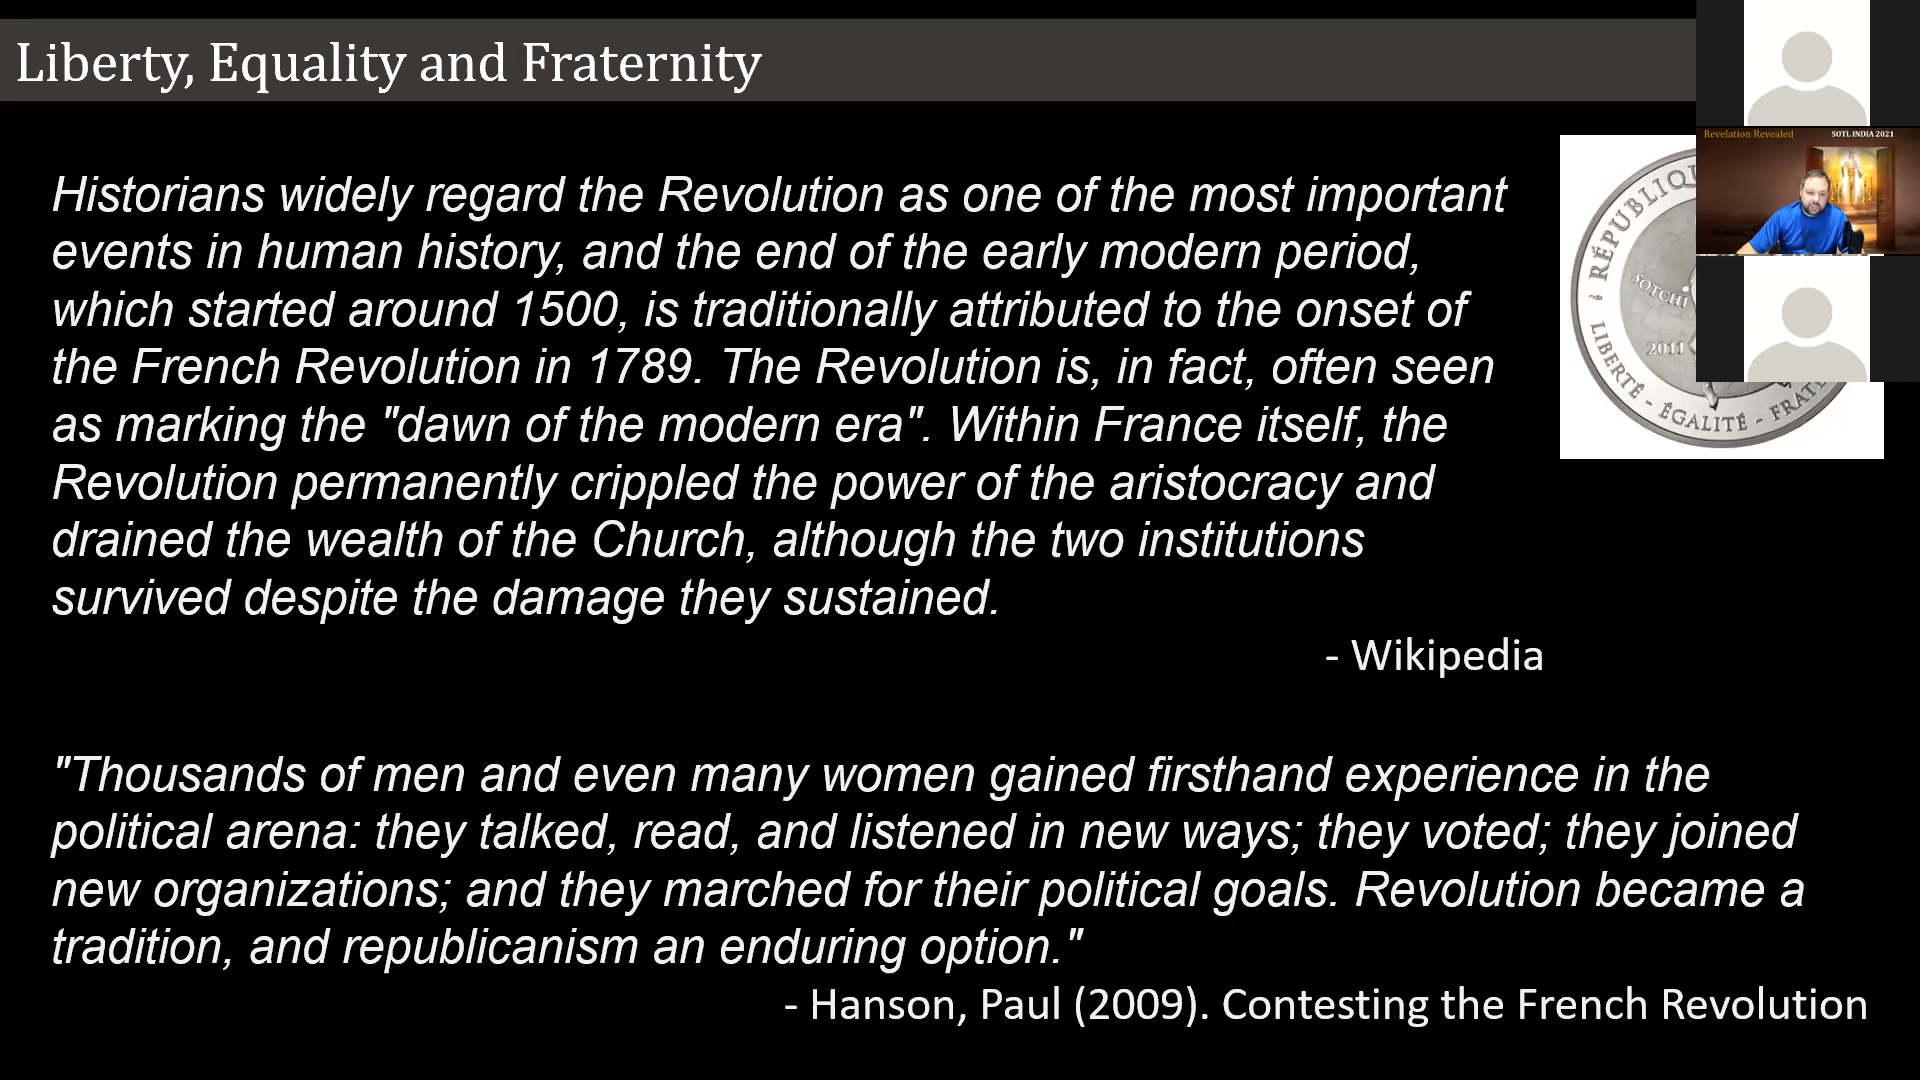 Liberty, Equality and Fraternity
Revelation Revealed
SOTL INDIA 2021
Historians widely regard the Revolution as one of the most important
events in human history, and the end of the early modern period,
which started around 1500, is traditionally attributed to the onset of
the French Revolution in 1789. The Revolution is, in fact, often seen
as marking the "dawn of the modern era". Within France itself, the
Revolution permanently crippled the power of the aristocracy and
drained the wealth of the Church, although the two institutions
survived despite the damage they sustained.
- Wikipedia
RÉPUBLIQ
SOTCHI
2011
LIBERTÉ - ÉGALITÉ - FRAT
"Thousands of men and even many women gained firsthand experience in the
political arena: they talked, read, and listened in new ways; they voted; they joined
new organizations; and they marched for their political goals. Revolution became a
tradition, and republicanism an enduring option."
- Hanson, Paul (2009). Contesting the French Revolution